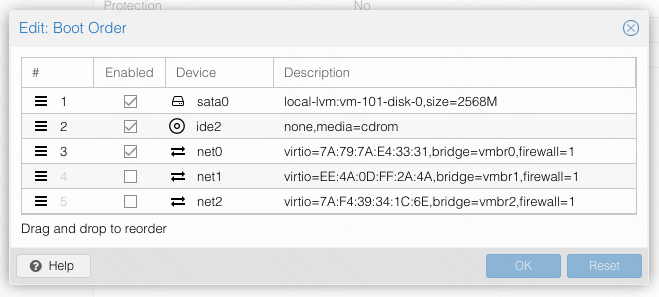 Protection No
Edit: Boot Order
# Enabled Device Description
1 sata0 local-lvm:vm-101-disk-0,size=2568M
2 ide2 none,media=cdrom
3 net0 virtio=7A:79:7A:E4:33:31,bridge=vmbr0,firewall=1
4 net1 virtio=EE:4A:0D:FF:2A:4A,bridge=vmbr1,firewall=1
5 net2 virtio=7A:F4:39:34:1C:6E,bridge=vmbr2,firewall=1
Drag and drop to reorder
? Help OK Reset